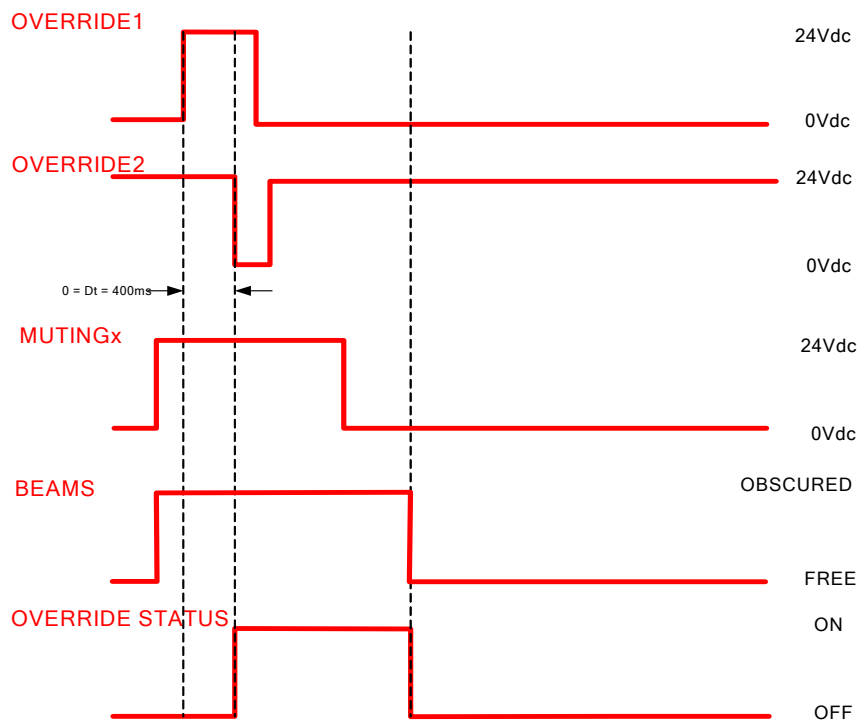 OVERRIDE1
24Vdc
0Vdc
OVERRIDE2
24Vdc
0Vdc
0 = Dt = 400ms
MUTINGx
24Vdc
0Vdc
BEAMS
OBSCURED
FREE
OVERRIDE STATUS
ON
OFF